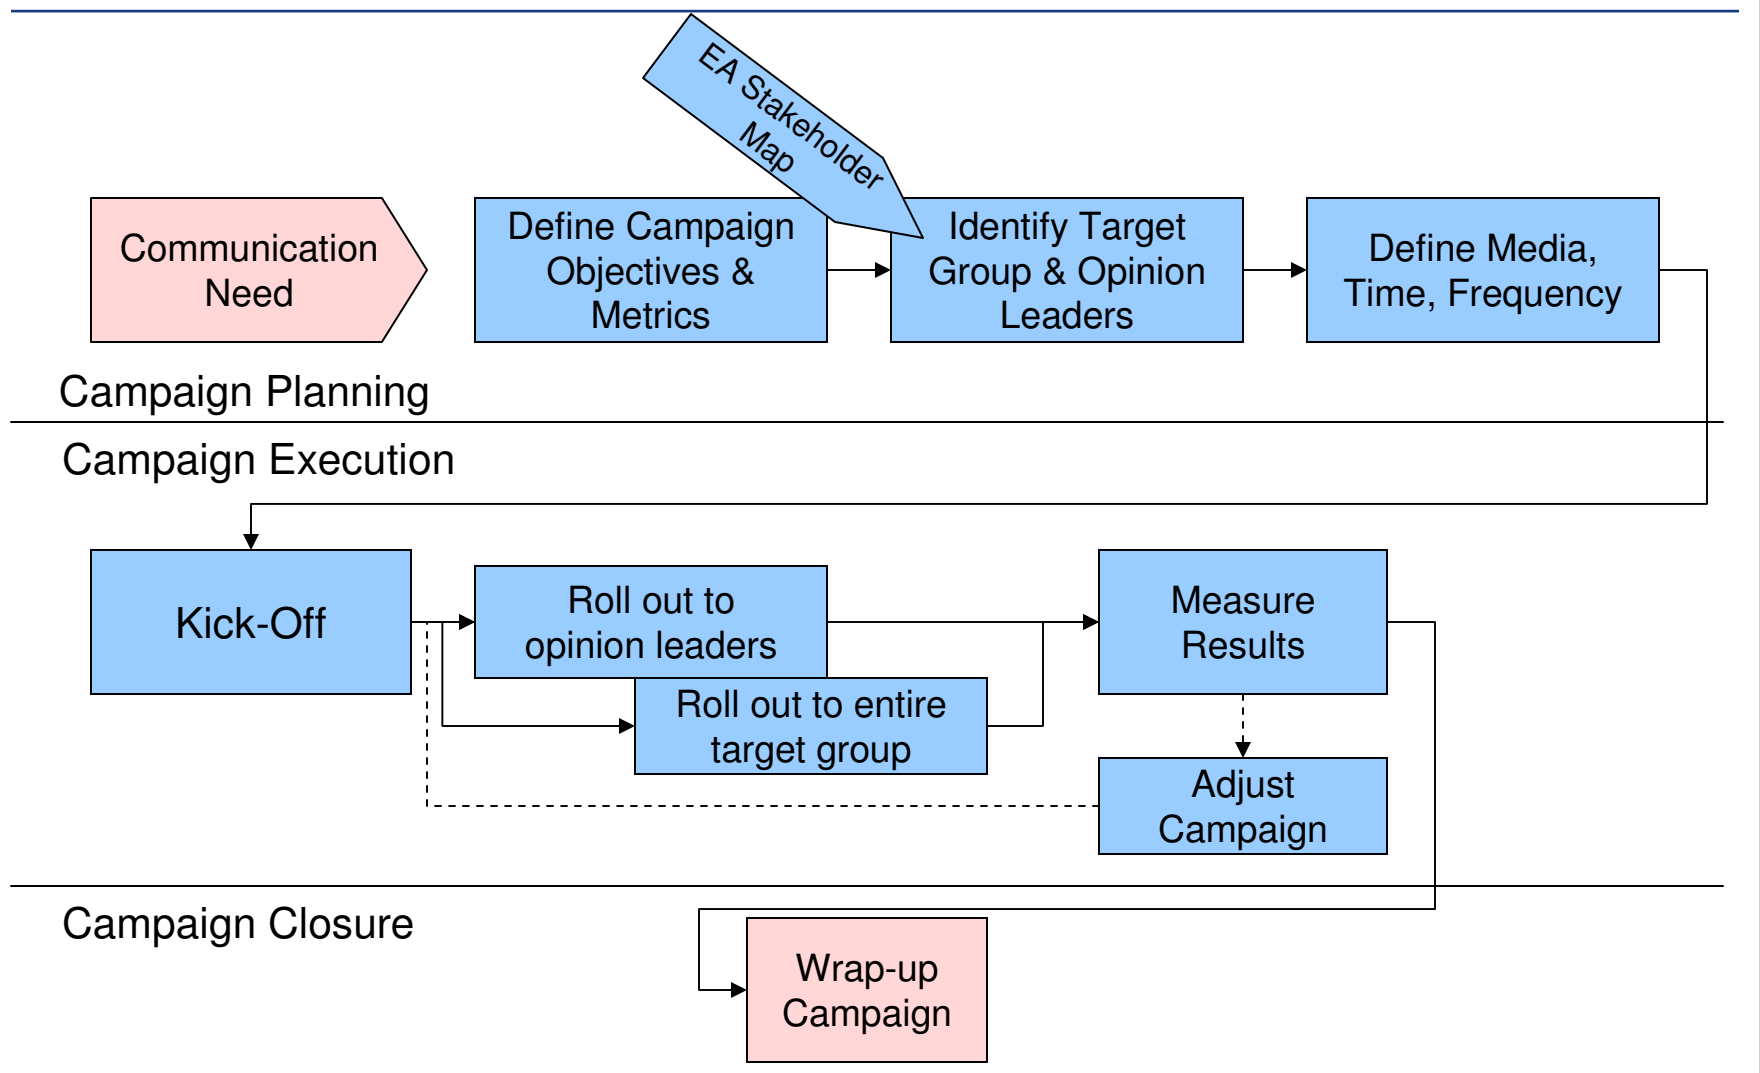 EA Stakeholder
Map
Communication
Need
Define Campaign
Objectives &
Metrics
Identify Target
Group & Opinion
Leaders
Define Media,
Time, Frequency
Campaign Planning
Campaign Execution
Kick-Off
Roll out to
opinion leaders
Roll out to entire
target group
Measure
Results
Adjust
Campaign
Campaign Closure
Wrap-up
Campaign